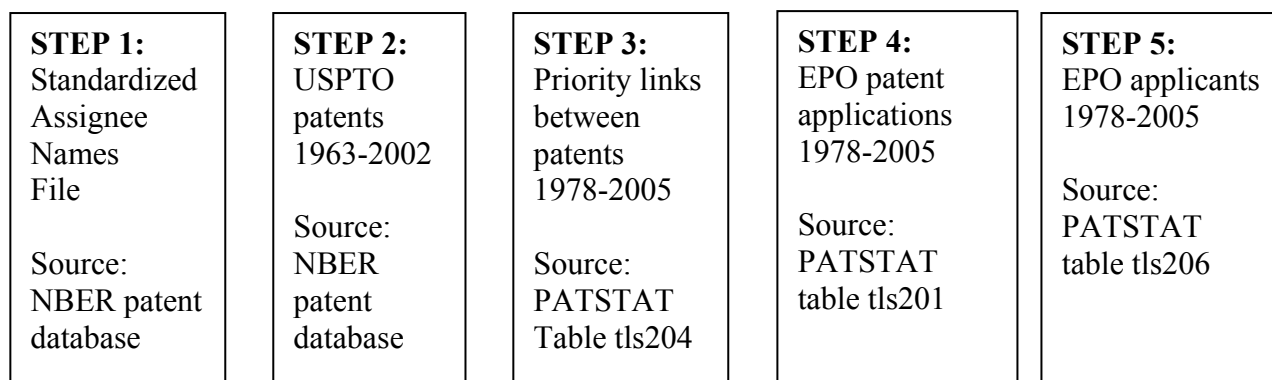 STEP 1:
Standardized
Assignee
Names
File
Source:
NBER patent
database
STEP 2:
USPTO
patents
1963-2002
Source:
NBER
patent
database
STEP 3:
Priority links
between
patents
1978-2005
Source:
PATSTAT
Table tls204
STEP 4:
EPO patent
applications
1978-2005
Source:
PATSTAT
table tls201
STEP 5:
EPO applicants
1978-2005
Source:
PATSTAT
table tls206